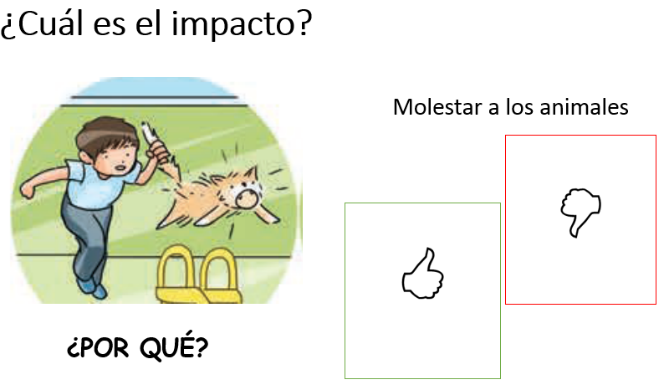 ¿Cuál es el impacto?
Molestar a los animales
¿POR QUÉ?